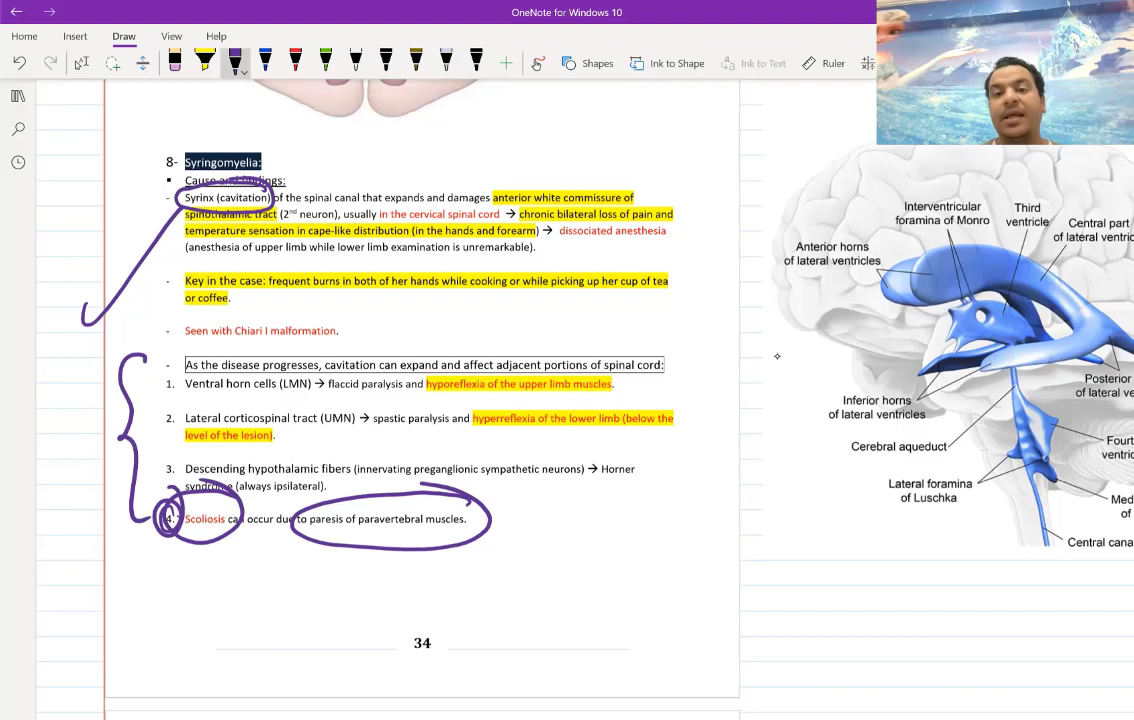 OneNote for Windows 10
Home Insert Draw View Help
Shapes Ink to Shape Ink to Text Ruler
8- Syringomyelia:
Cause and findings:
- Syrinx (cavitation) of the spinal canal that expands and damages anterior white commissure of
spinothalamic tract (2nd neuron), usually in the cervical spinal cord → chronic bilateral loss of pain and
temperature sensation in cape-like distribution (in the hands and forearm) → dissociated anesthesia
(anesthesia of upper limb while lower limb examination is unremarkable).
- Key in the case: frequent burns in both of her hands while cooking or while picking up her cup of tea
or coffee.
- Seen with Chiari I malformation.
- As the disease progresses, cavitation can expand and affect adjacent portions of spinal cord:
1. Ventral horn cells (LMN) → flaccid paralysis and hyporeflexia of the upper limb muscles.
2. Lateral corticospinal tract (UMN) → spastic paralysis and hyperreflexia of the lower limb (below the
level of the lesion).
3. Descending hypothalamic fibers (innervating preganglionic sympathetic neurons) → Horner
syndrome (always ipsilateral).
4. Scoliosis can occur due to paresis of paravertebral muscles.
34
Interventricular
foramina of Monro
Third
ventricle
Central part
of lateral ventric
Anterior horns
of lateral ventricles
Posterior
of lateral ve
Inferior horns
of lateral ventricles
Cerebral aqueduct
Fourt
ventric
Lateral foramina
of Luschka
Med
of
Central cana